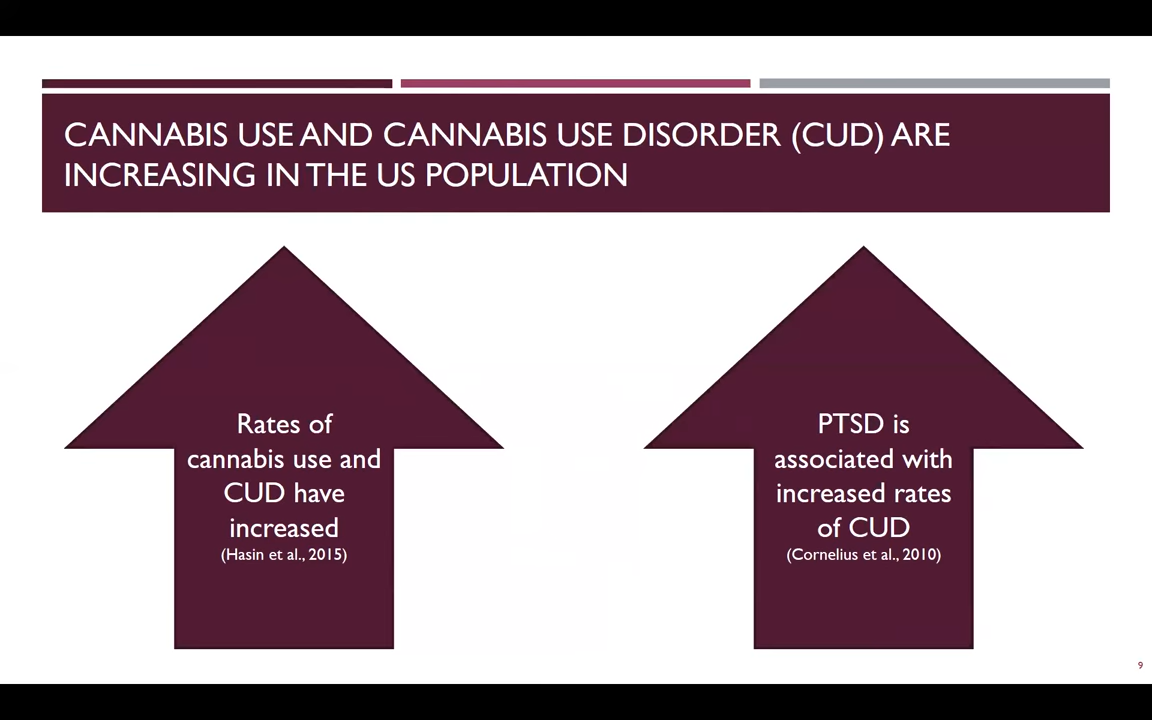 CANNABIS USE AND CANNABIS USE DISORDER (CUD) ARE
INCREASING IN THE US POPULATION
Rates of
cannabis use and
CUD have
increased
(Hasin et al., 2015)
PTSD is
associated with
increased rates
of CUD
(Cornelius et al., 2010)
9